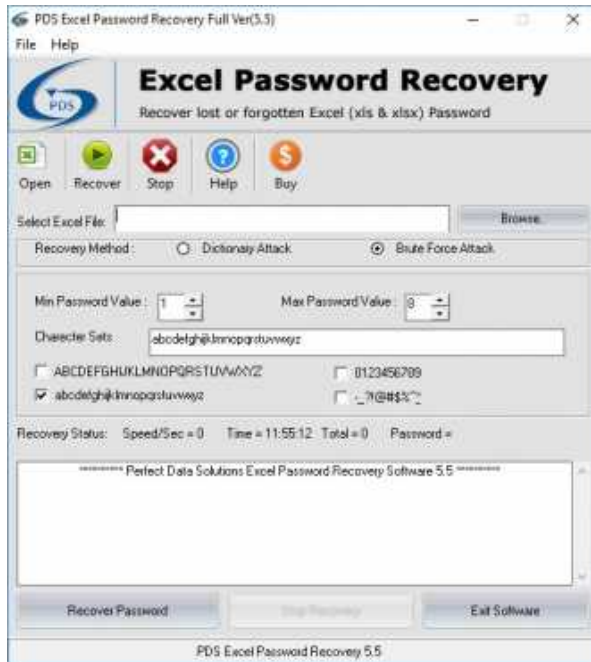 PDS Excel Password Recovery Full Ver(5.5)
File Help
PDS
Excel Password Recovery
Recover lost or forgotten Excel (xls & xlsx) Password
Open Recover Stop Help Buy
Select Excel File: Browse..
Recovery Method : Dictionary Attack Brute Force Attack
Min Password Value : 1 Max Password Value : 8
Character Sets abcdefghijklmnopqrstuvwxyz
ABCDEFGHIJKLMNOPQRSTUVWXYZ 0123456789
abcdefghijklmnopqrstuvwxyz
Recovery Status: Speed/Sec = 0 Time = 11:55:12 Total = 0 Password =
********** Perfect Data Solutions Excel Password Recovery Software 5.5 **********
Recover Password Stop Recovery Exit Software
PDS Excel Password Recovery 5.5